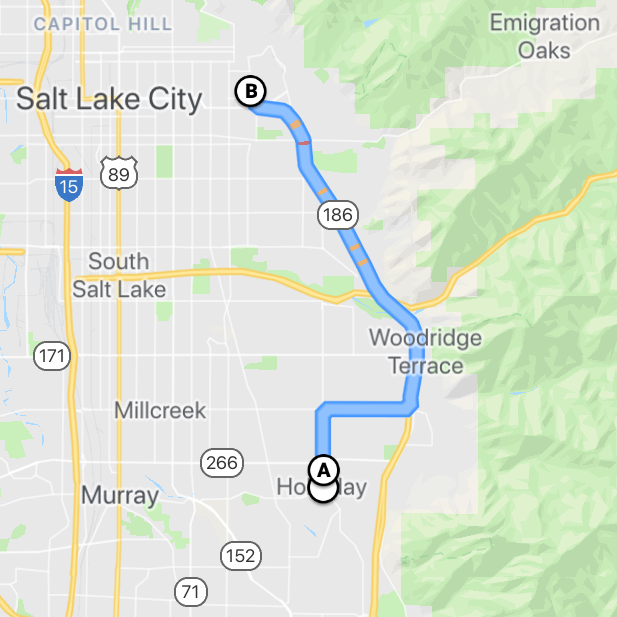 CAPITOL HILL
Emigration
Oaks
Salt Lake City
B
89
15
186
South
Salt Lake
Woodridge
Terrace
171
Millcreek
266
A
Murray
152
71